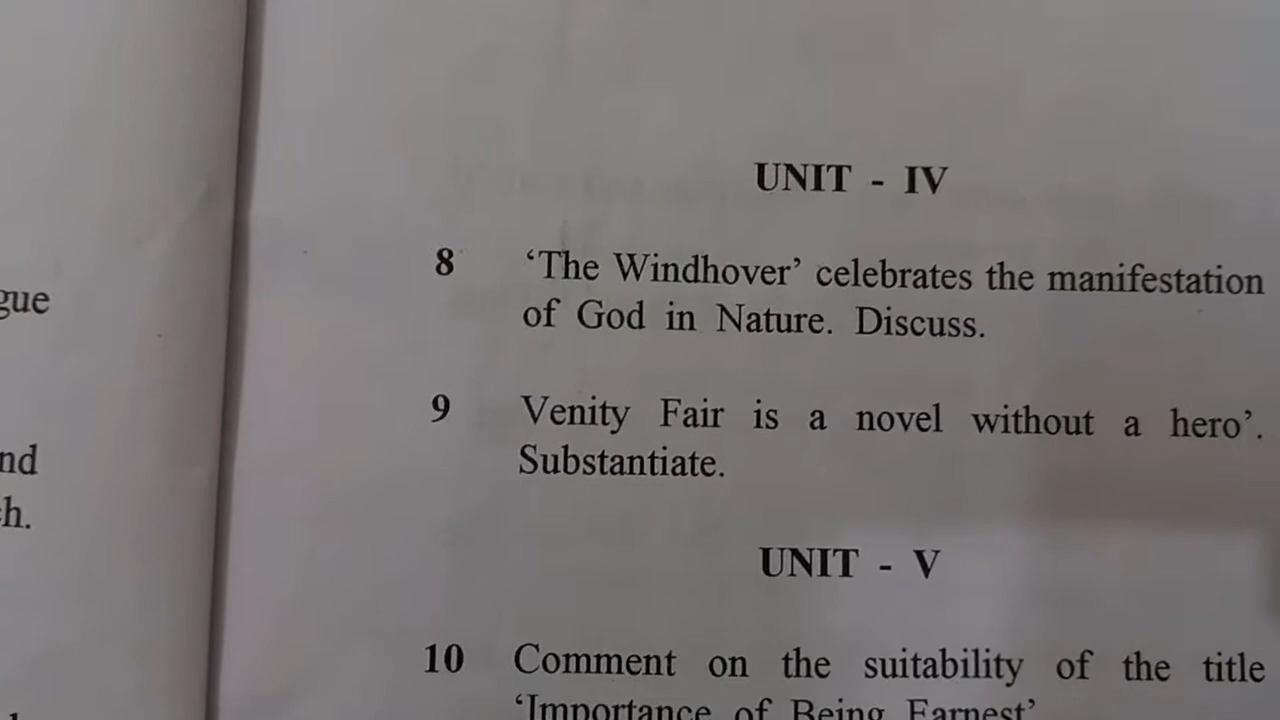 gue
nd
h.
UNIT - IV
8 ‘The Windhover’ celebrates the manifestation
of God in Nature. Discuss.
9 Venity Fair is a novel without a hero’.
Substantiate.
UNIT - V
10 Comment on the suitability of the title
‘Importance of Being Earnest’